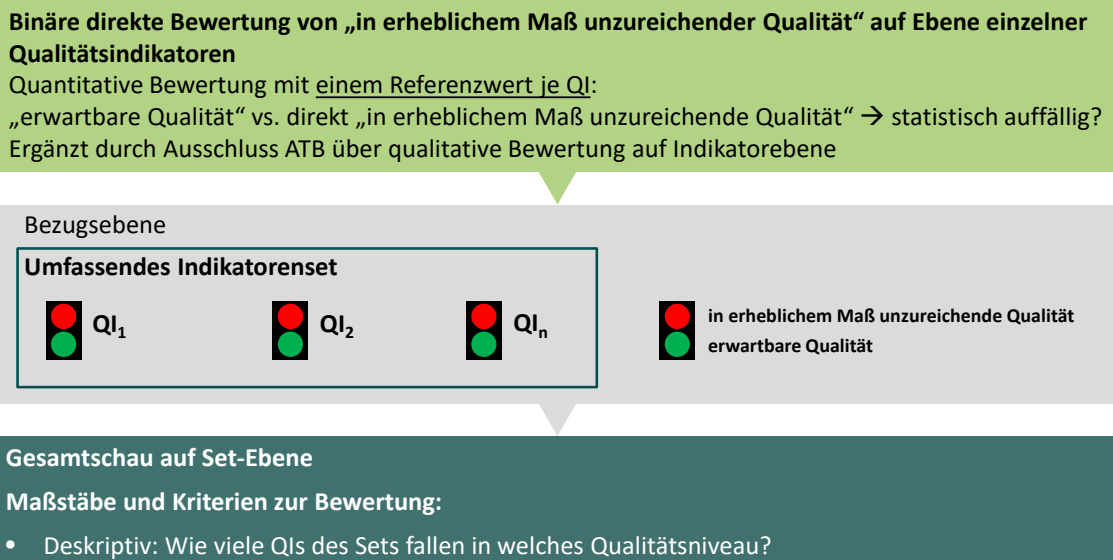 Binäre direkte Bewertung von „in erheblichem Maß unzureichender Qualität“ auf Ebene einzelner
Qualitätsindikatoren
Quantitative Bewertung mit einem Referenzwert je QI:
„erwartbare Qualität“ vs. direkt „in erheblichem Maß unzureichende Qualität“ → statistisch auffällig?
Ergänzt durch Ausschluss ATB über qualitative Bewertung auf Indikatorebene
Bezugsebene
Umfassendes Indikatorenset
QI₁ QI₂ QIₙ
in erheblichem Maß unzureichende Qualität
erwartbare Qualität
Gesamtschau auf Set-Ebene
Maßstäbe und Kriterien zur Bewertung:
• Deskriptiv: Wie viele QIs des Sets fallen in welches Qualitätsniveau?